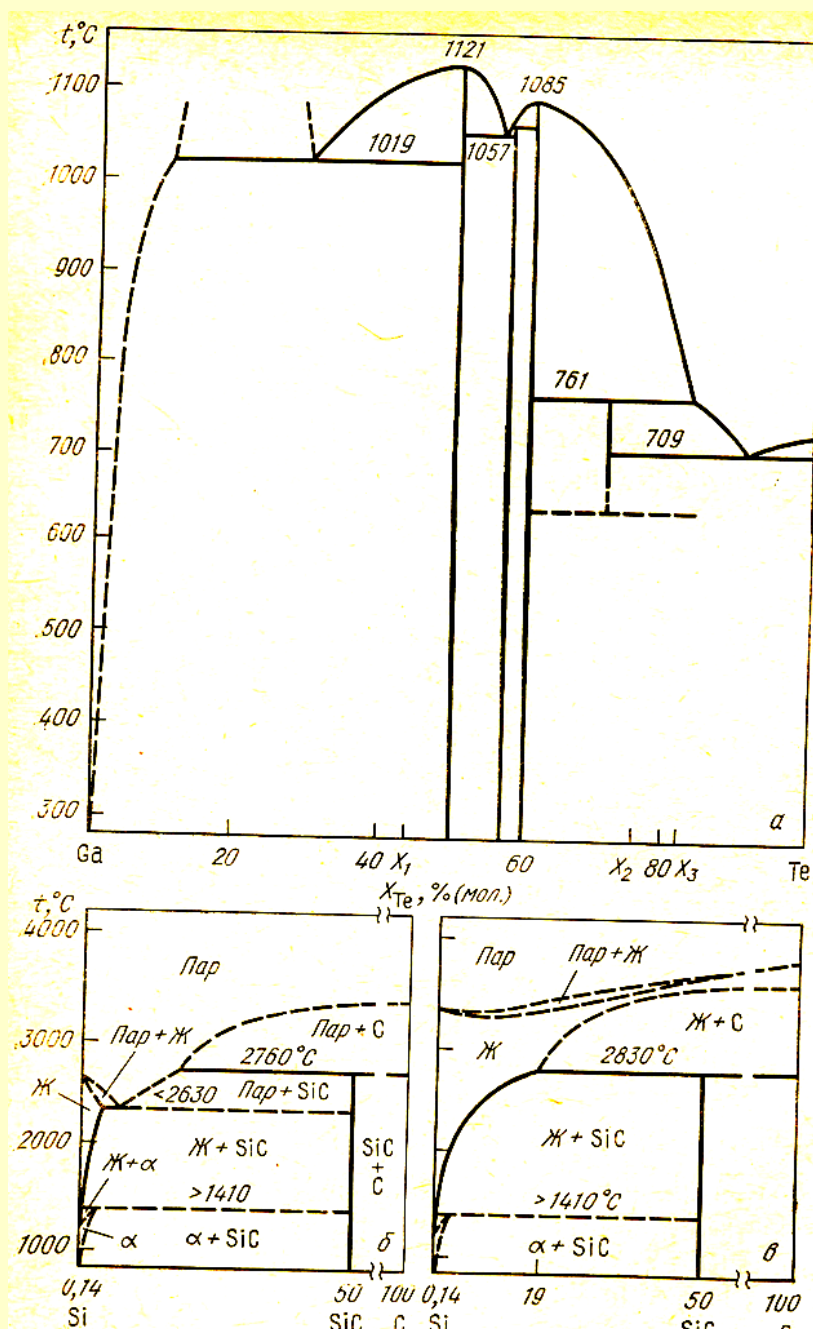 t,°C
1121
1100
1085
1019
1057
1000
900
800
761
700
709
600
500
400
300
а
Ga
20
40
X₁
60
X₂
80
X₃
Te
X_Te, % (мол.)
t,°C
4000
Пар
Пар + С
Пар + Ж
3000
2760°C
Ж
<2630
Пар + SiC
2000
Ж + SiC
SiC
+
C
Ж + α
>1410
1000
α
α + SiC
б
0,14
50
100
Si
SiC
C
Пар
Пар + Ж
Ж + С
Ж
2830°C
Ж + SiC
>1410°C
α + SiC
в
0,14
19
50
100
Si
SiC